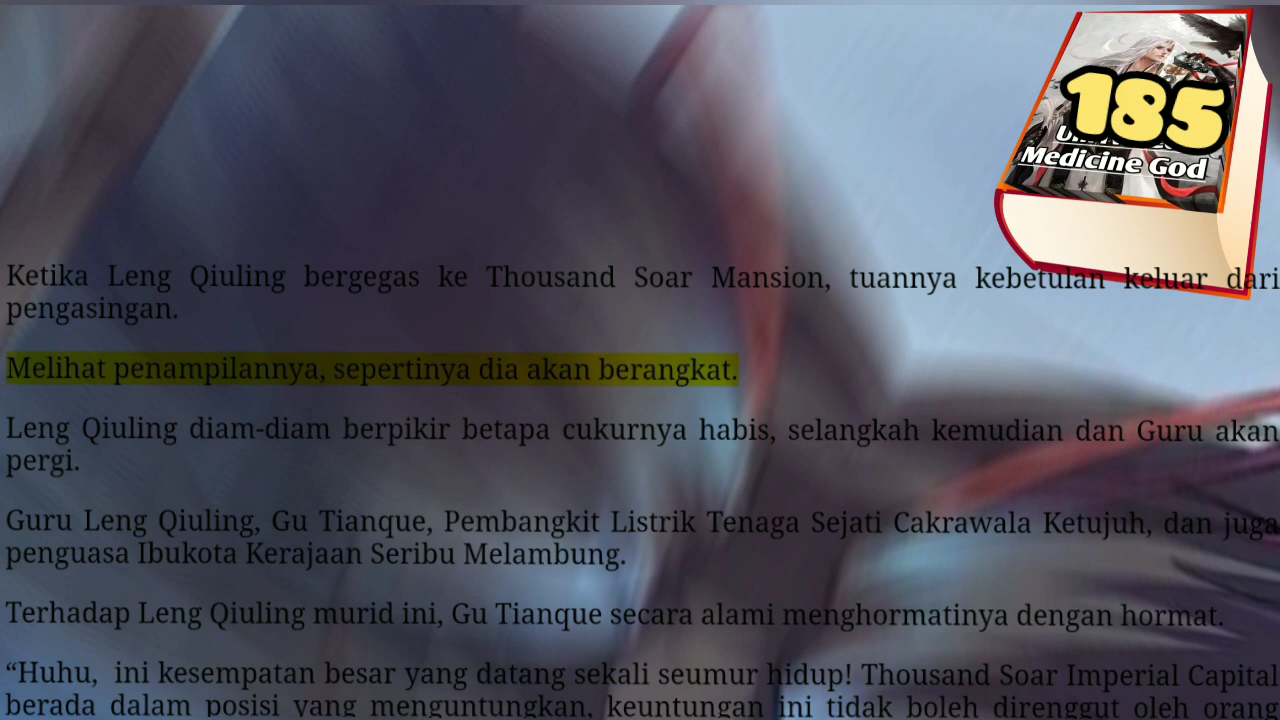 185
Medicine God
Ketika Leng Qiuling bergegas ke Thousand Soar Mansion, tuannya kebetulan keluar dari
pengasingan.
Melihat penampilannya, sepertinya dia akan berangkat.
Leng Qiuling diam-diam berpikir betapa cukurnya habis, selangkah kemudian dan Guru akan
pergi.
Guru Leng Qiuling, Gu Tianque, Pembangkit Listrik Tenaga Sejati Cakrawala Ketujuh, dan juga
penguasa Ibukota Kerajaan Seribu Melambung.
Terhadap Leng Qiuling murid ini, Gu Tianque secara alami menghormatinya dengan hormat.
“Huhu, ini kesempatan besar yang datang sekali seumur hidup! Thousand Soar Imperial Capital
berada dalam posisi yang menguntungkan, keuntungan ini tidak boleh direnggut oleh orang